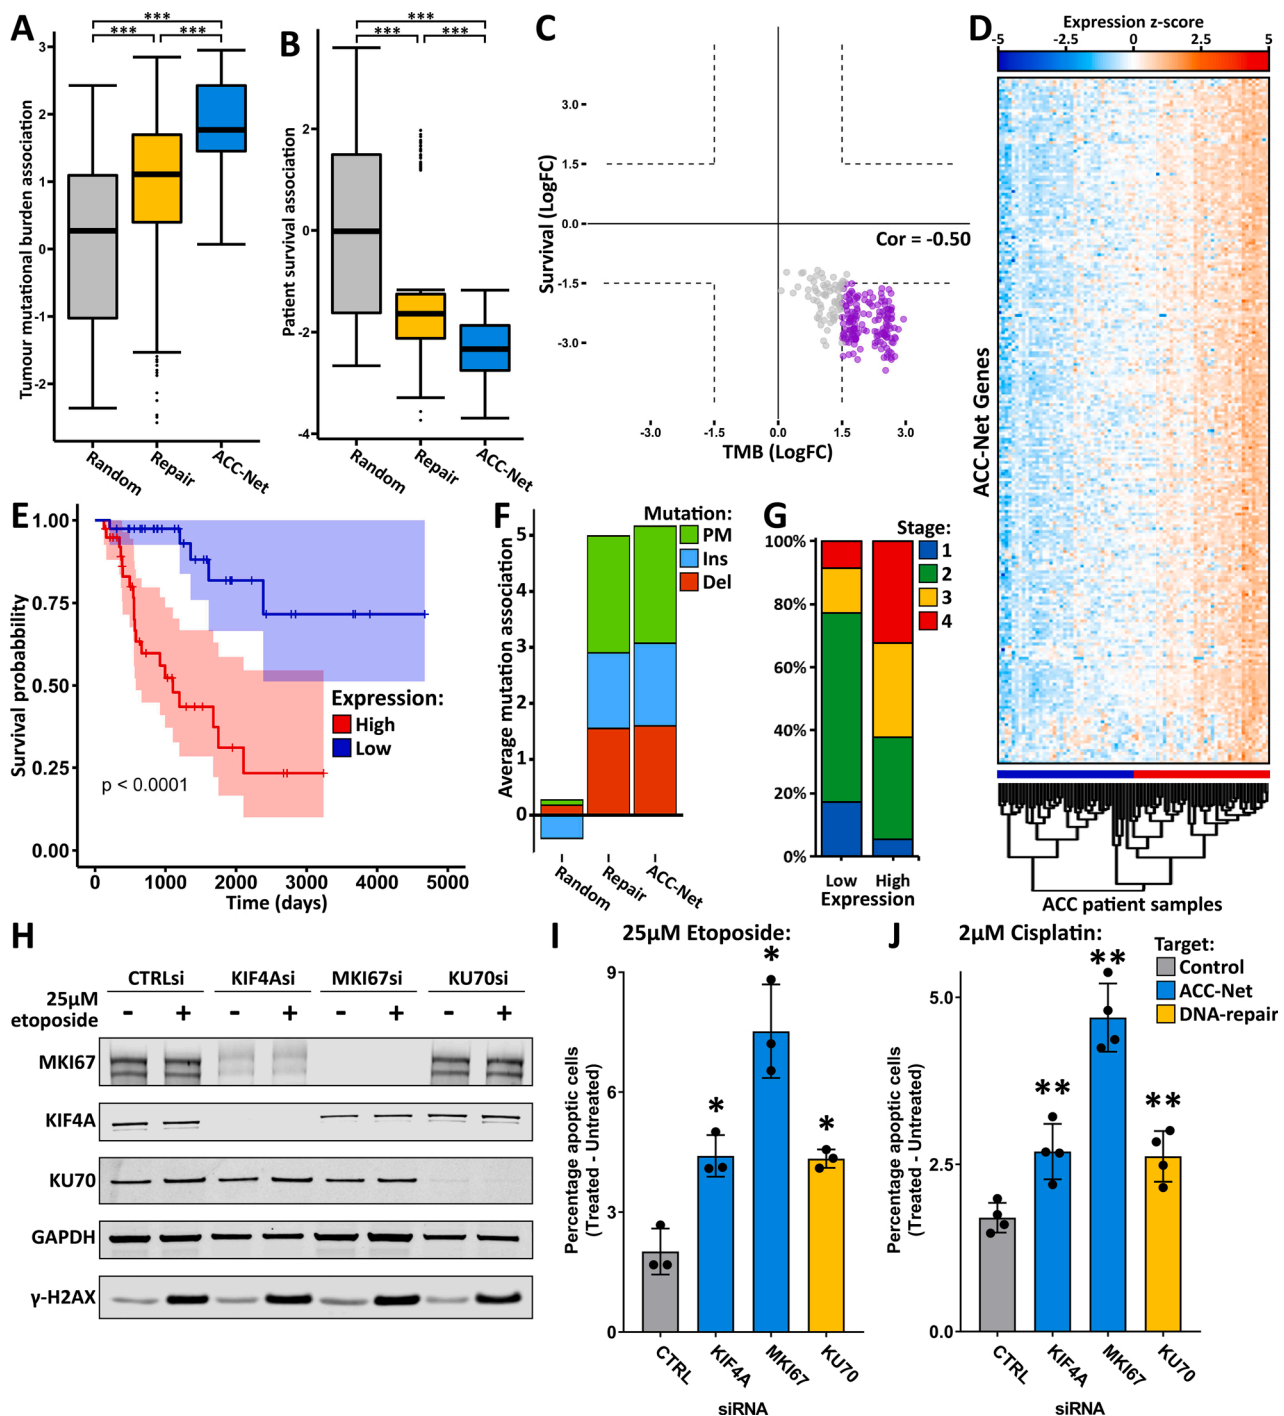 A
***
***
***
Tumour mutational burden association
3
2
1
0
-1
-2
Random
Repair
ACC-Net
B
***
***
***
Patient survival association
2
0
-2
-4
Random
Repair
ACC-Net
C
Survival (LogFC)
3.0
1.5
0.0
-1.5
-3.0
Cor = -0.50
-3.0
-1.5
0.0
1.5
3.0
TMB (LogFC)
D
Expression z-score
-5
-2.5
0
2.5
5
ACC-Net Genes
ACC patient samples
E
Survival probabbility
1.00
0.75
0.50
0.25
0.00
Expression:
High
Low
p < 0.0001
0
1000
2000
3000
4000
5000
Time (days)
F
Average mutation association
5
4
3
2
1
0
Mutation:
PM
Ins
Del
Random
Repair
ACC-Net
G
Stage:
1
2
3
4
100%
80%
60%
40%
20%
0%
Low
High
Expression
H
CTRLsi
KIF4Asi
MKI67si
KU70si
25µM
etoposide
- + - + - + - +
MKI67
KIF4A
KU70
GAPDH
γ-H2AX
I
25µM Etoposide:
Percentage apoptic cells
(Treated - Untreated)
9
6
3
0
*
*
*
CTRL
KIF4A
MKI67
KU70
siRNA
J
2µM Cisplatin:
Percentage apoptic cells
(Treated - Untreated)
5.0
2.5
0.0
**
**
**
Target:
Control
ACC-Net
DNA-repair
CTRL
KIF4A
MKI67
KU70
siRNA